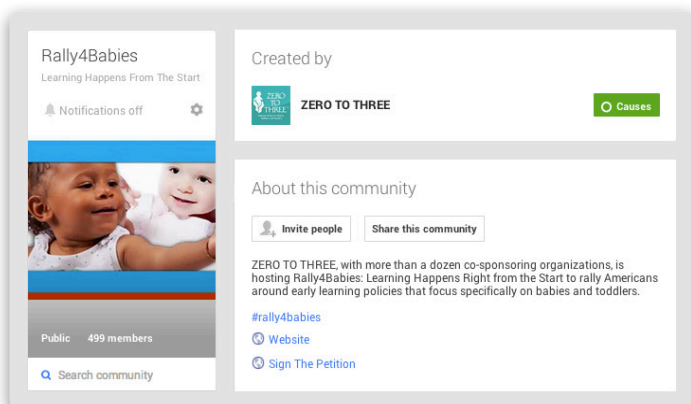 Rally4Babies
Learning Happens From The Start
Notifications off
Public 499 members
Search community
Created by
ZERO
TO
THREE
ZERO TO THREE
Causes
About this community
Invite people
Share this community
ZERO TO THREE, with more than a dozen co-sponsoring organizations, is
hosting Rally4Babies: Learning Happens Right from the Start to rally Americans
around early learning policies that focus specifically on babies and toddlers.
#rally4babies
Website
Sign The Petition